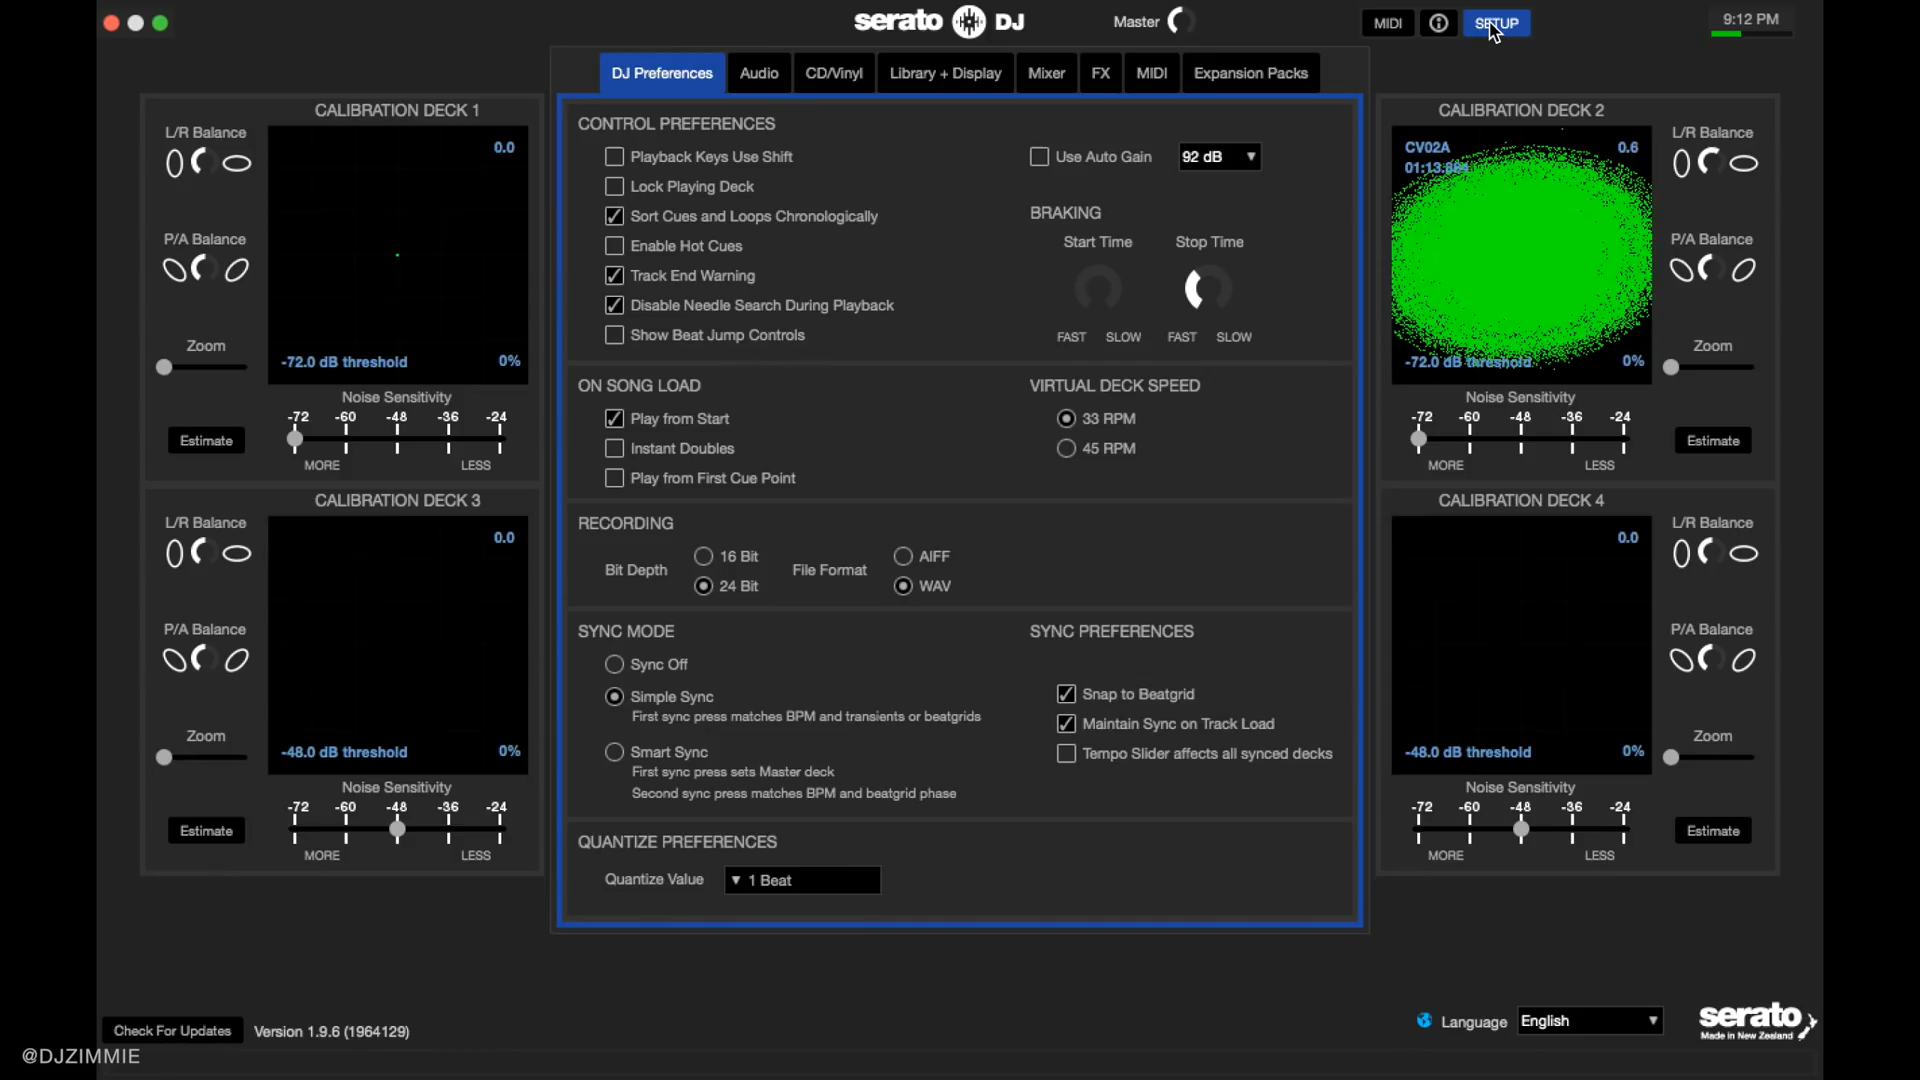 serato DJ
Master
MIDI
SETUP
9:12 PM
DJ Preferences
Audio
CD/Vinyl
Library + Display
Mixer
FX
MIDI
Expansion Packs
CALIBRATION DECK 1
L/R Balance
0.0
P/A Balance
Zoom
-72.0 dB threshold
0%
Noise Sensitivity
-72 -60 -48 -36 -24
Estimate
MORE LESS
CALIBRATION DECK 3
L/R Balance
0.0
P/A Balance
Zoom
-48.0 dB threshold
0%
Noise Sensitivity
-72 -60 -48 -36 -24
Estimate
MORE LESS
CONTROL PREFERENCES
Playback Keys Use Shift
Lock Playing Deck
Sort Cues and Loops Chronologically
Enable Hot Cues
Track End Warning
Disable Needle Search During Playback
Show Beat Jump Controls
Use Auto Gain
92 dB
BRAKING
Start Time Stop Time
FAST SLOW FAST SLOW
ON SONG LOAD
Play from Start
Instant Doubles
Play from First Cue Point
VIRTUAL DECK SPEED
33 RPM
45 RPM
RECORDING
Bit Depth
16 Bit
24 Bit
File Format
AIFF
WAV
SYNC MODE
Sync Off
Simple Sync
First sync press matches BPM and transients or beatgrids
Smart Sync
First sync press sets Master deck
Second sync press matches BPM and beatgrid phase
SYNC PREFERENCES
Snap to Beatgrid
Maintain Sync on Track Load
Tempo Slider affects all synced decks
QUANTIZE PREFERENCES
Quantize Value
1 Beat
CALIBRATION DECK 2
CV02A
0.6
L/R Balance
P/A Balance
Zoom
-72.0 dB threshold
0%
Noise Sensitivity
-72 -60 -48 -36 -24
Estimate
MORE LESS
CALIBRATION DECK 4
0.0
L/R Balance
P/A Balance
Zoom
-48.0 dB threshold
0%
Noise Sensitivity
-72 -60 -48 -36 -24
Estimate
MORE LESS
Check For Updates
Version 1.9.6 (1964129)
Language
English
serato
Made in New Zealand
@DJZIMMIE